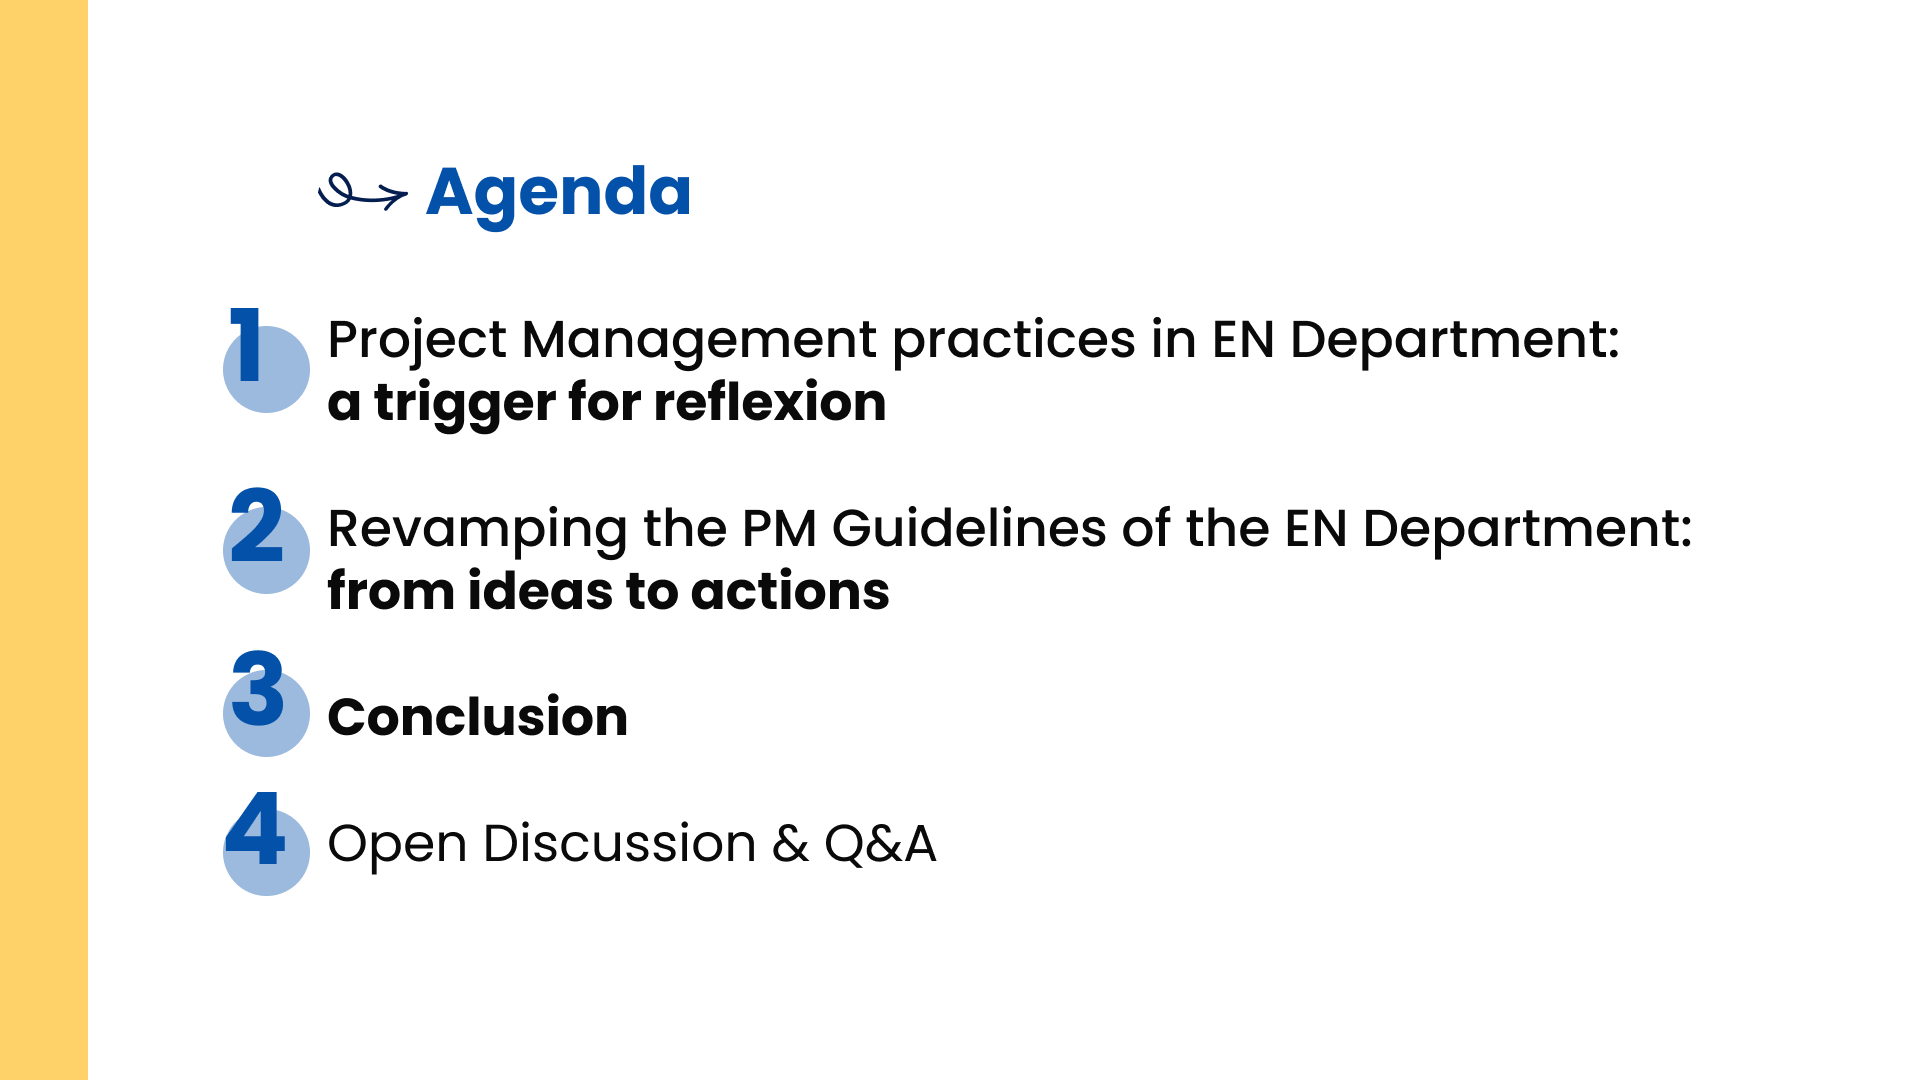 Agenda
1
Project Management practices in EN Department:
a trigger for reflexion
2
Revamping the PM Guidelines of the EN Department:
from ideas to actions
3
Conclusion
4
Open Discussion & Q&A